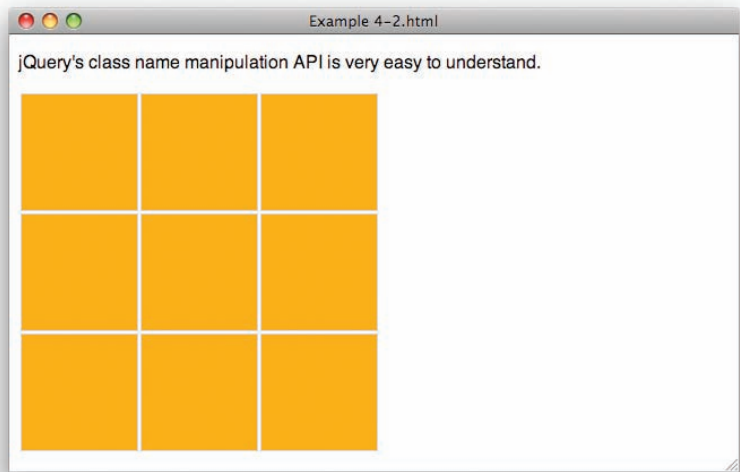 Example 4-2.html
jQuery's class name manipulation API is very easy to understand.